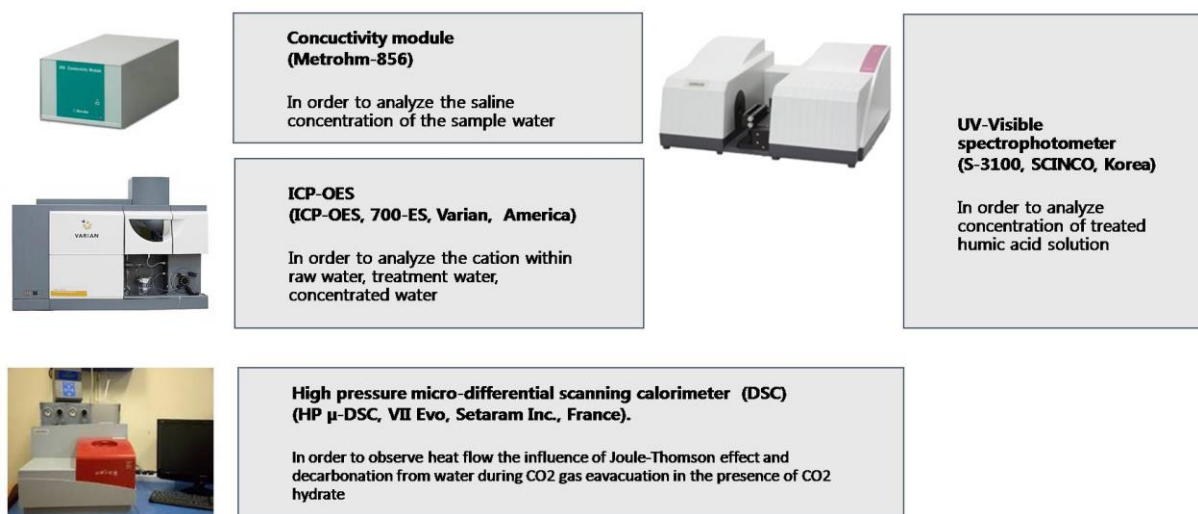 Concuctivity module
(Metrohm-856)
In order to analyze the saline
concentration of the sample water
ICP-OES
(ICP-OES, 700-ES, Varian, America)
In order to analyze the cation within
raw water, treatment water,
concentrated water
VARIAN
UV-Visible
spectrophotometer
(S-3100, SCINCO, Korea)
In order to analyze
concentration of treated
humic acid solution
High pressure micro-differential scanning calorimeter (DSC)
(HP μ-DSC, VII Evo, Setaram Inc., France).
In order to observe heat flow the influence of Joule-Thomson effect and
decarbonation from water during CO2 gas eavacuation in the presence of CO2
hydrate